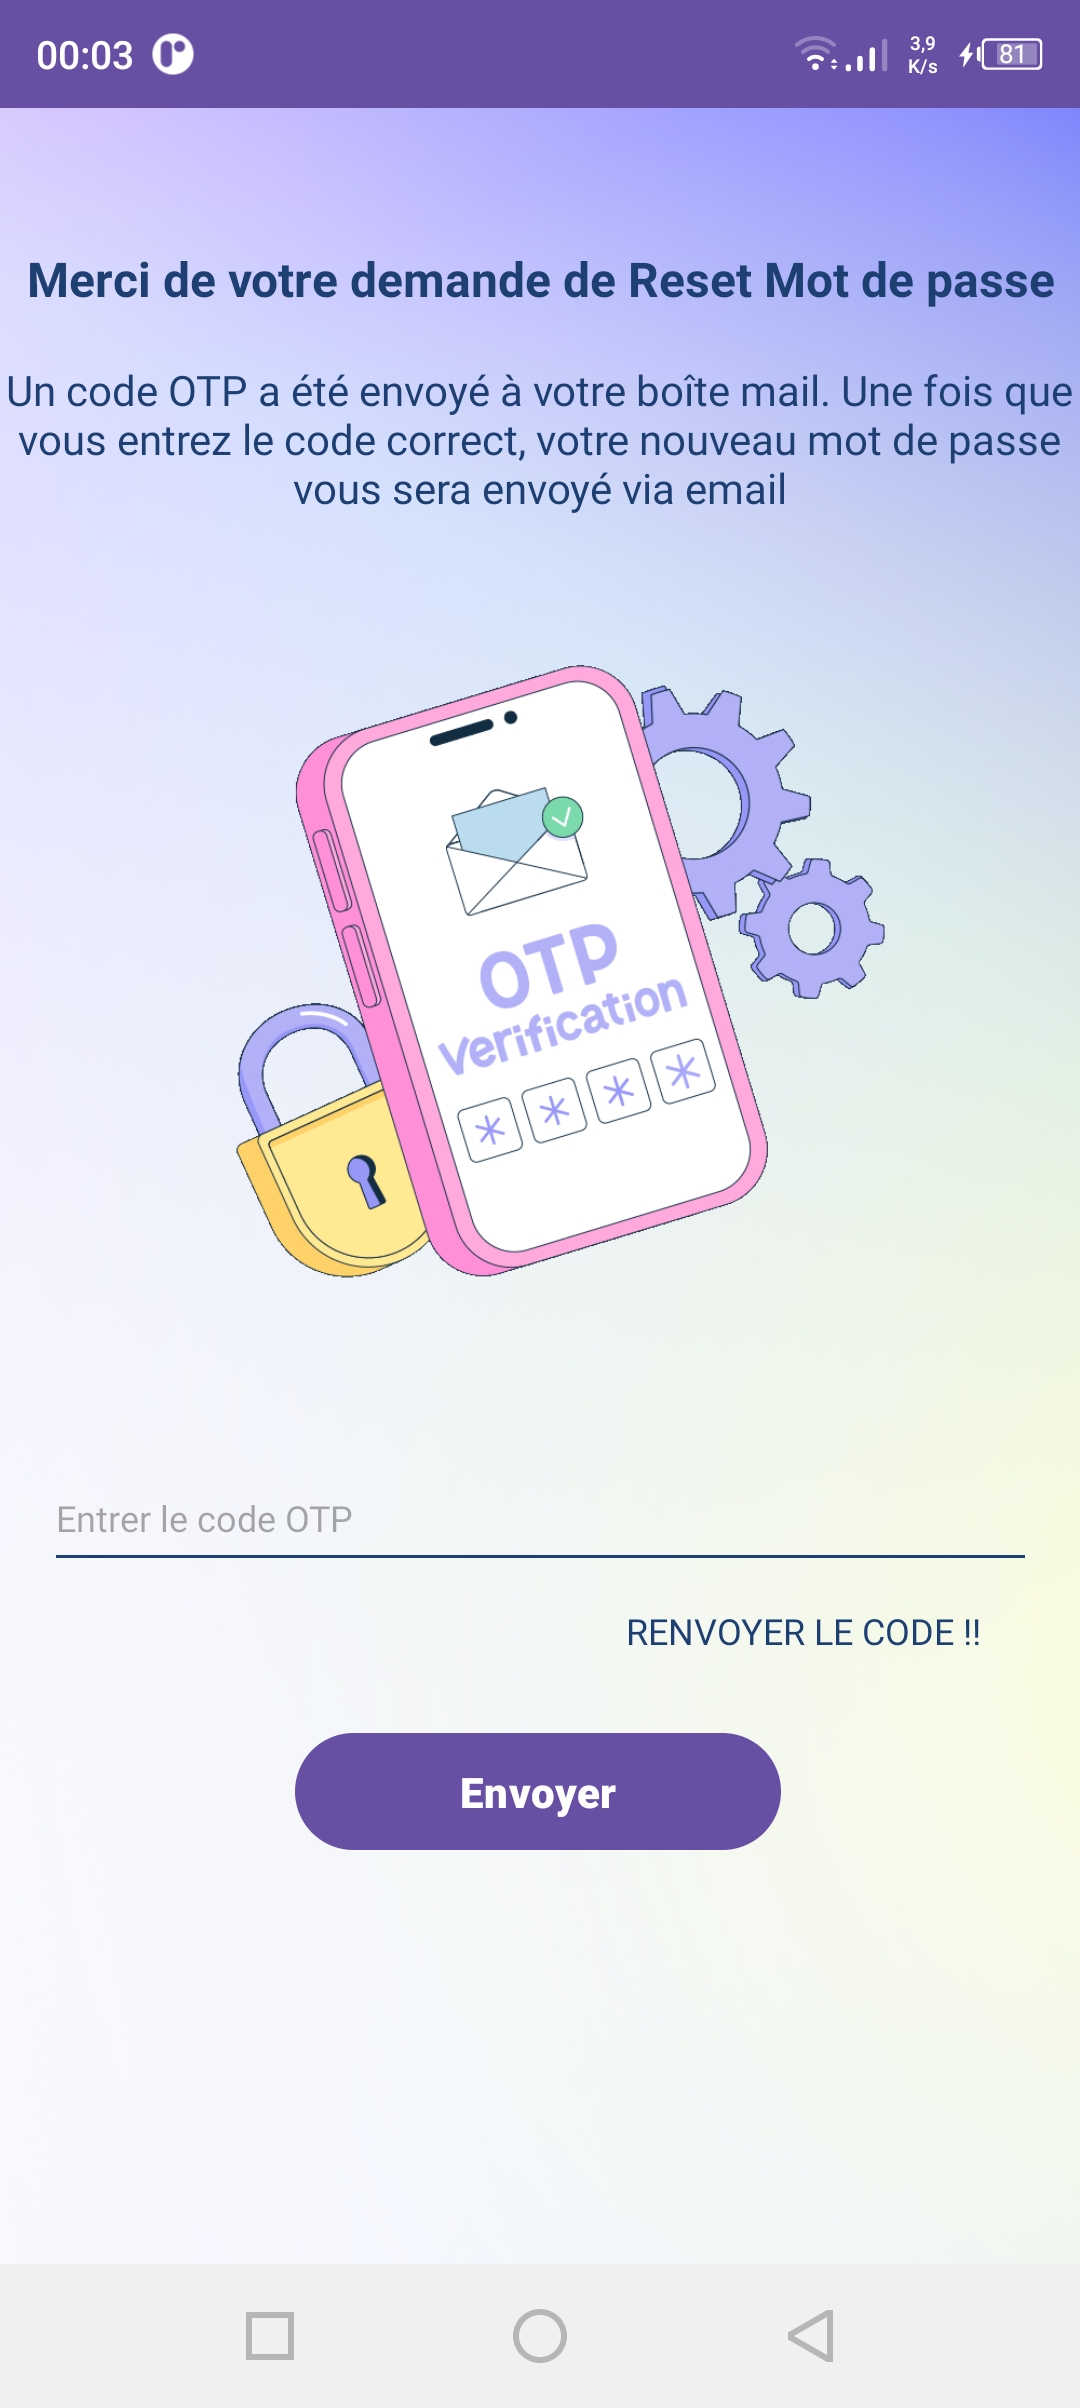 00:03
3,9
K/s
81
Merci de votre demande de Reset Mot de passe
Un code OTP a été envoyé à votre boîte mail. Une fois que
vous entrez le code correct, votre nouveau mot de passe
vous sera envoyé via email
OTP
verification
* * * *
Entrer le code OTP
RENVOYER LE CODE !!
Envoyer